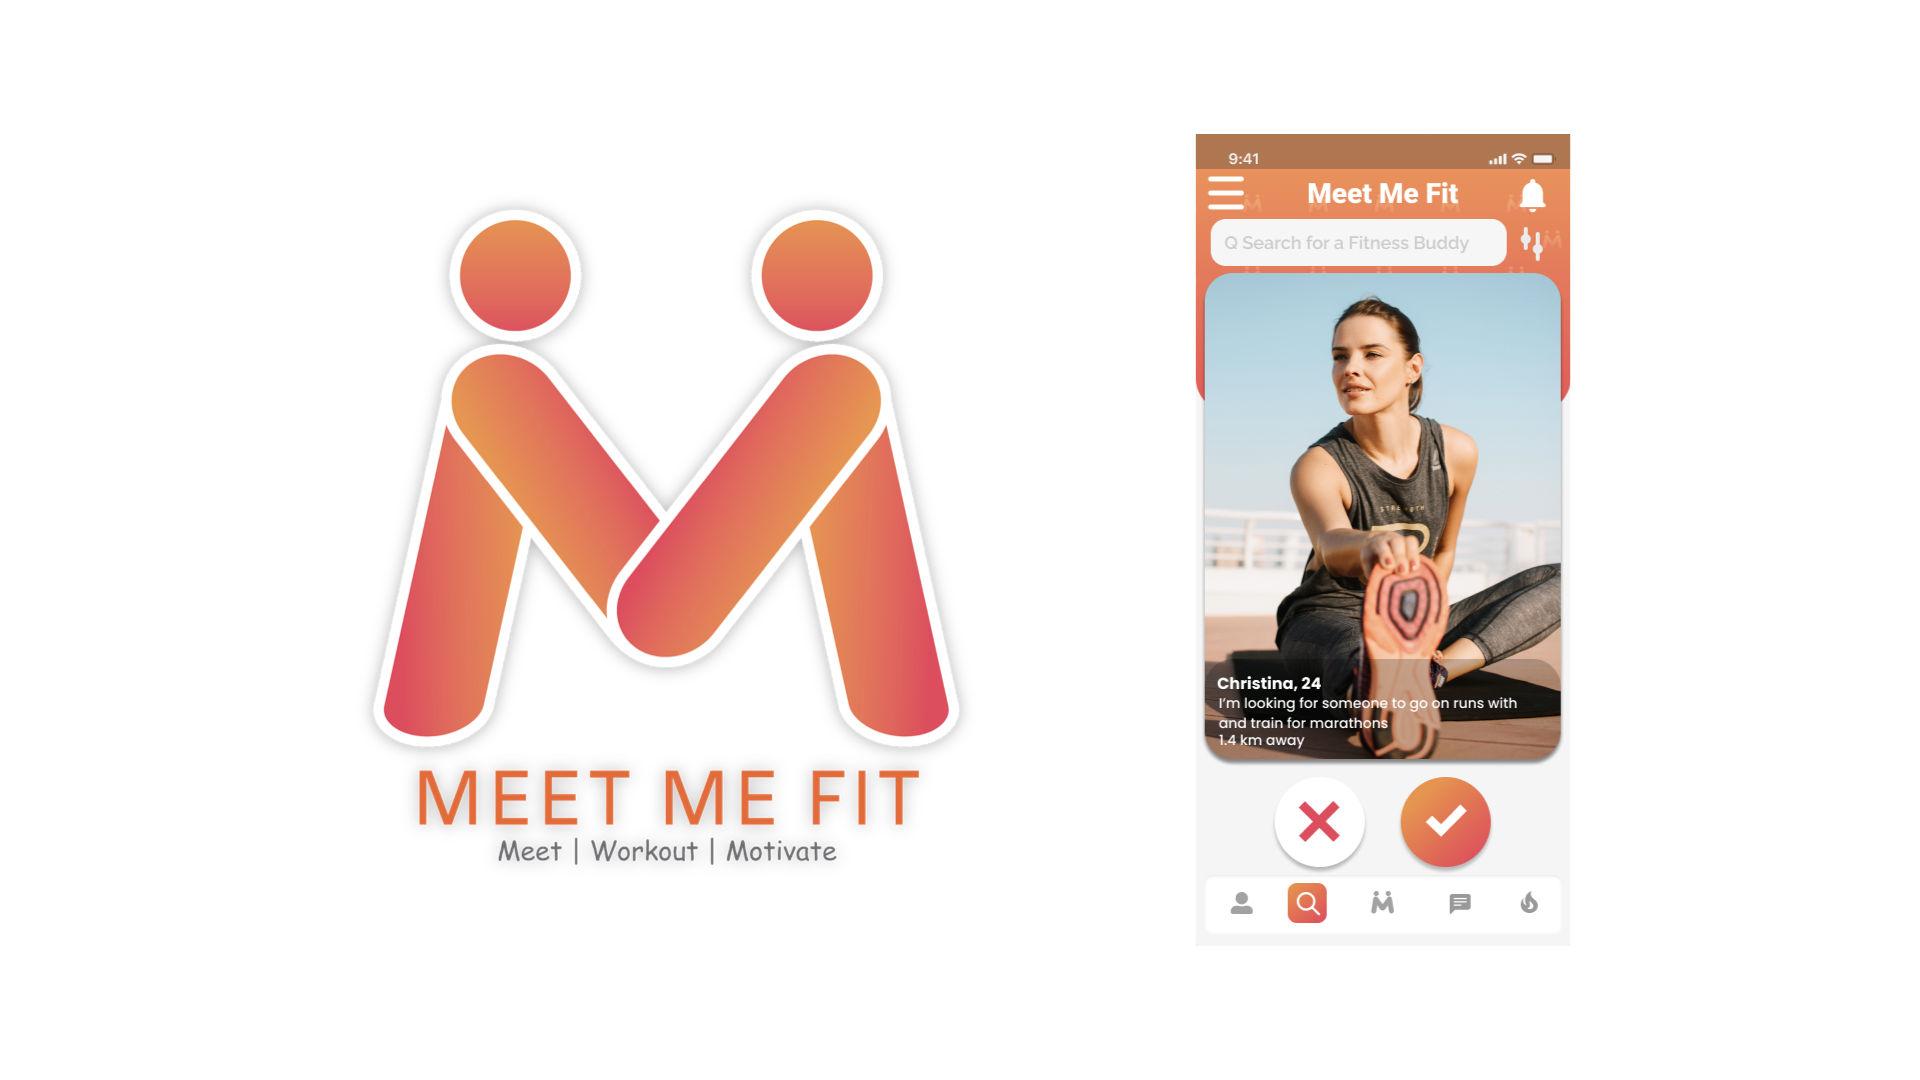 MEET ME FIT
Meet | Workout | Motivate
9:41
Meet Me Fit
Q Search for a Fitness Buddy
Christina, 24
I'm looking for someone to go on runs with
and train for marathons
1.4 km away